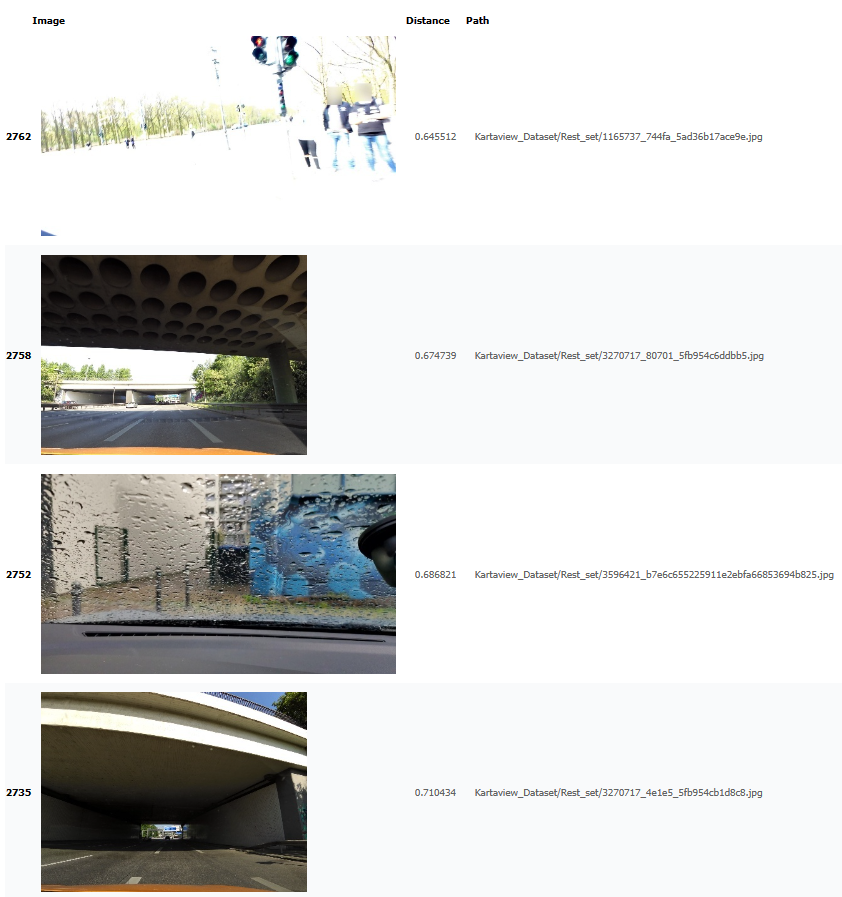 Image Distance Path
2762 0.645512 Kartaview_Dataset/Rest_set/1165737_744fa_5ad36b17ace9e.jpg
2758 0.674739 Kartaview_Dataset/Rest_set/3270717_80701_5fb954c6ddbb5.jpg
2752 0.686821 Kartaview_Dataset/Rest_set/3596421_b7e6c655225911e2ebfa66853694b825.jpg
2735 0.710434 Kartaview_Dataset/Rest_set/3270717_4e1e5_5fb954cb1d8c8.jpg